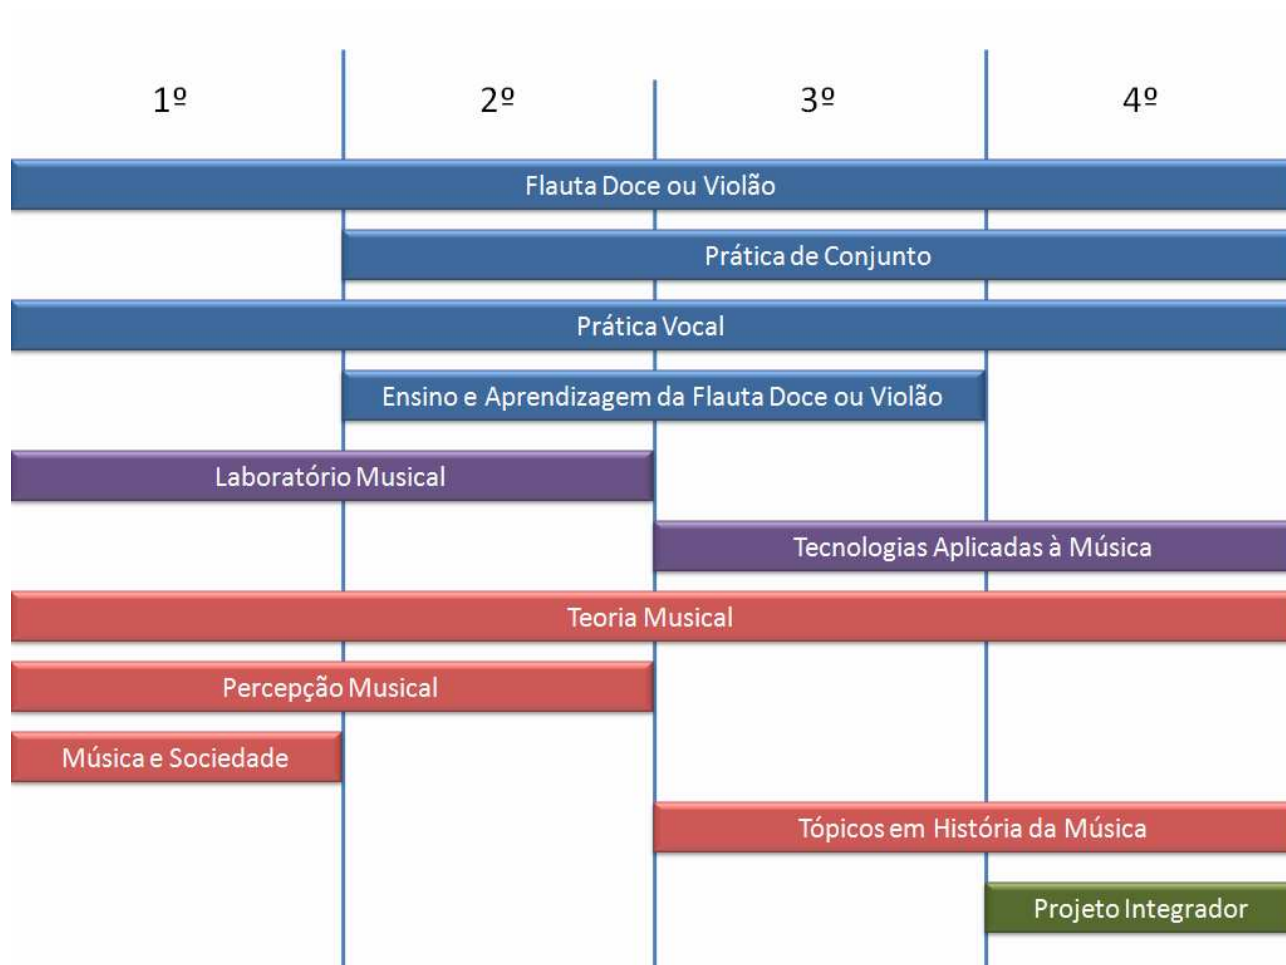 1º 2º 3º 4º
Flauta Doce ou Violão
Prática de Conjunto
Prática Vocal
Ensino e Aprendizagem da Flauta Doce ou Violão
Laboratório Musical
Tecnologias Aplicadas à Música
Teoria Musical
Percepção Musical
Música e Sociedade
Tópicos em História da Música
Projeto Integrador